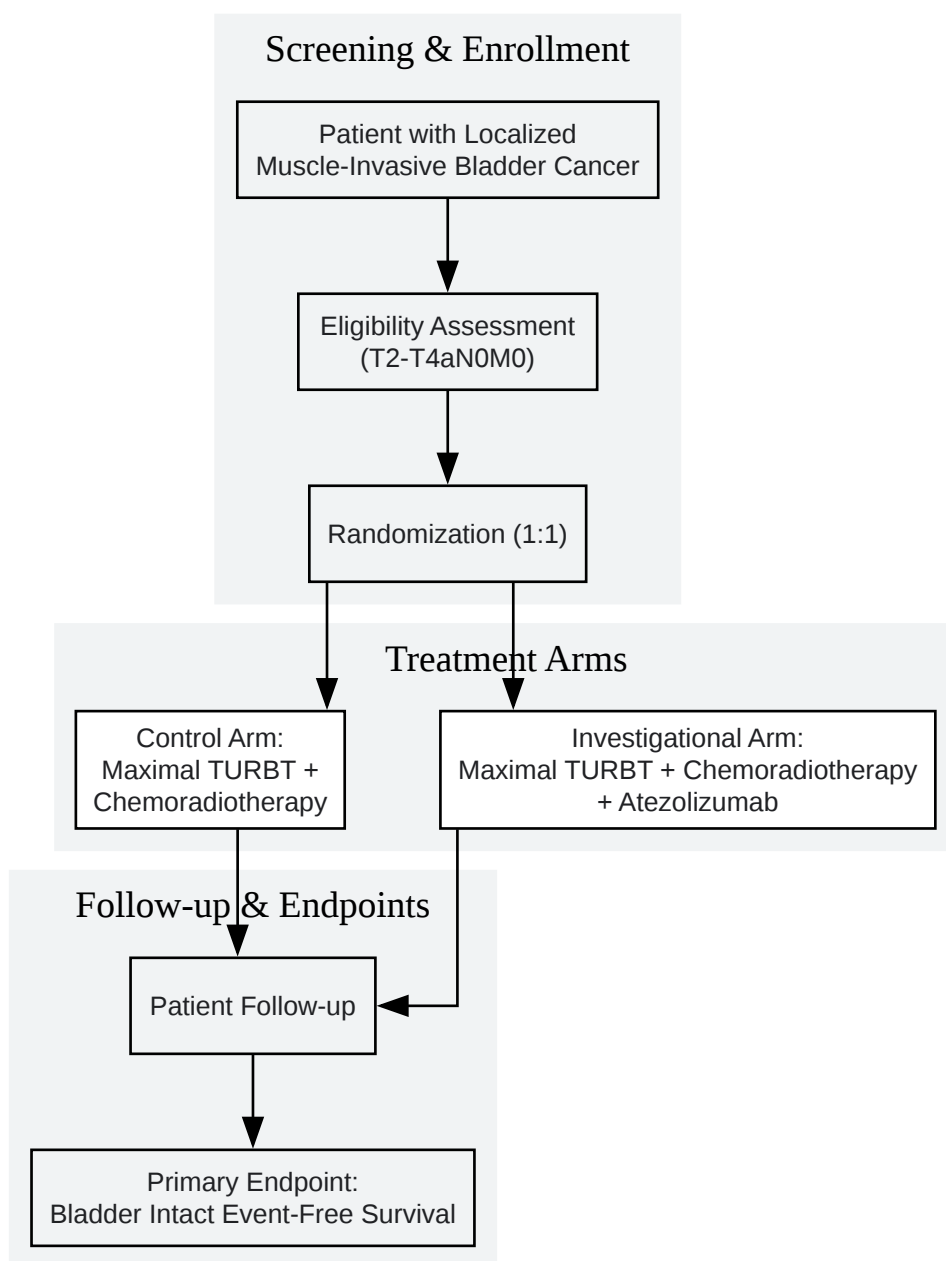 Screening & Enrollment
Patient with Localized
Muscle-Invasive Bladder Cancer
Eligibility Assessment
(T2-T4aN0M0)
Randomization (1:1)
Treatment Arms
Control Arm:
Maximal TURBT +
Chemoradiotherapy
Investigational Arm:
Maximal TURBT + Chemoradiotherapy
+ Atezolizumab
Follow-up & Endpoints
Patient Follow-up
Primary Endpoint:
Bladder Intact Event-Free Survival